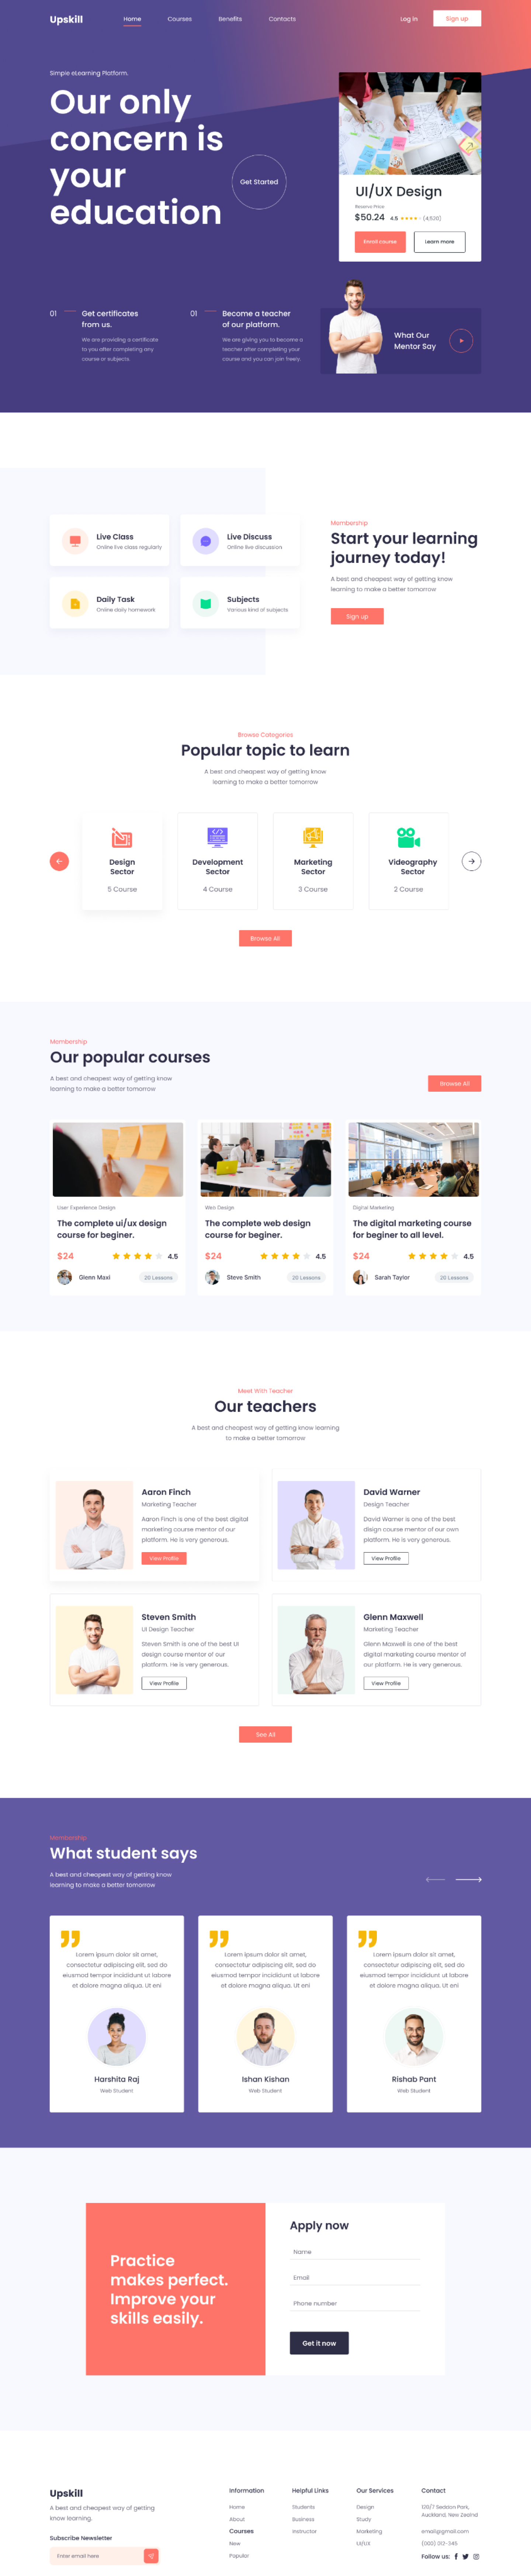 Upskill
Home
Courses
Benefits
Contacts
Log In
Sign up
Simple eLearning Platform.
Our only
concern is
your
education
Get Started
UI/UX Design
Reserve Price
$50.24 4.5 (4,620)
Enroll course
Learn more
01
Get certificates
from us.
We are providing a certificate
to you after completing any
course or subjects.
01
Become a teacher
of our platform.
We are giving you to become a
teacher after completing your
course and you can join freely.
What Our
Mentor Say
Live Class
Online live class regularly
Live Discuss
Online live discussion
Daily Task
Online daily homework
Subjects
Various kind of subjects
Membership
Start your learning
journey today!
A best and cheapest way of getting know
learning to make a better tomorrow
Sign up
Browse Categories
Popular topic to learn
A best and cheapest way of getting know
learning to make a better tomorrow
Design
Sector
5 Course
Development
Sector
4 Course
Marketing
Sector
3 Course
Videography
Sector
2 Course
Browse All
Membership
Our popular courses
A best and cheapest way of getting know
learning to make a better tomorrow
Browse All
User Experience Design
The complete ui/ux design
course for beginer.
$24 4.5
Glenn Maxi 20 Lessons
Web Design
The complete web design
course for beginer.
$24 4.5
Steve Smith 20 Lessons
Digital Marketing
The digital marketing course
for beginer to all level.
$24 4.5
Sarah Taylor 20 Lessons
Meet With Teacher
Our teachers
A best and cheapest way of getting know learning
to make a better tomorrow
Aaron Finch
Marketing Teacher
Aaron Finch is one of the best digital
marketing course mentor of our
platform. He is very generous.
View Profile
David Warner
Design Teacher
David Warner is one of the best
disign course mentor of our own
platform. He is very generous.
View Profile
Steven Smith
UI Design Teacher
Steven Smith is one of the best UI
design course mentor of our
platform. He is very generous.
View Profile
Glenn Maxwell
Marketing Teacher
Glenn Maxwell is one of the best
digital marketing course mentor of
our platform. He is very generous.
View Profile
See All
Membership
What student says
A best and cheapest way of getting know
learning to make a better tomorrow
Lorem ipsum dolor sit amet,
consectetur adipiscing elit, sed do
eiusmod tempor incididunt ut labore
et dolore magna aliqua. Ut eni
Harshita Raj
Web Student
Lorem ipsum dolor sit amet,
consectetur adipiscing elit, sed do
eiusmod tempor incididunt ut labore
et dolore magna aliqua. Ut eni
Ishan Kishan
Web Student
Lorem ipsum dolor sit amet,
consectetur adipiscing elit, sed do
eiusmod tempor incididunt ut labore
et dolore magna aliqua. Ut eni
Rishab Pant
Web Student
Practice
makes perfect.
Improve your
skills easily.
Apply now
Name
Email
Phone number
Get it now
Upskill
A best and cheapest way of getting
know learning.
Subscribe Newsletter
Enter email here
Information
Home
About
Courses
New
Popular
Helpful Links
Students
Business
Instructor
Our Services
Design
Study
Marketing
UI/UX
Contact
Seddon Park,
Auckland, New Zealand
email@gmail.com
Follow us: